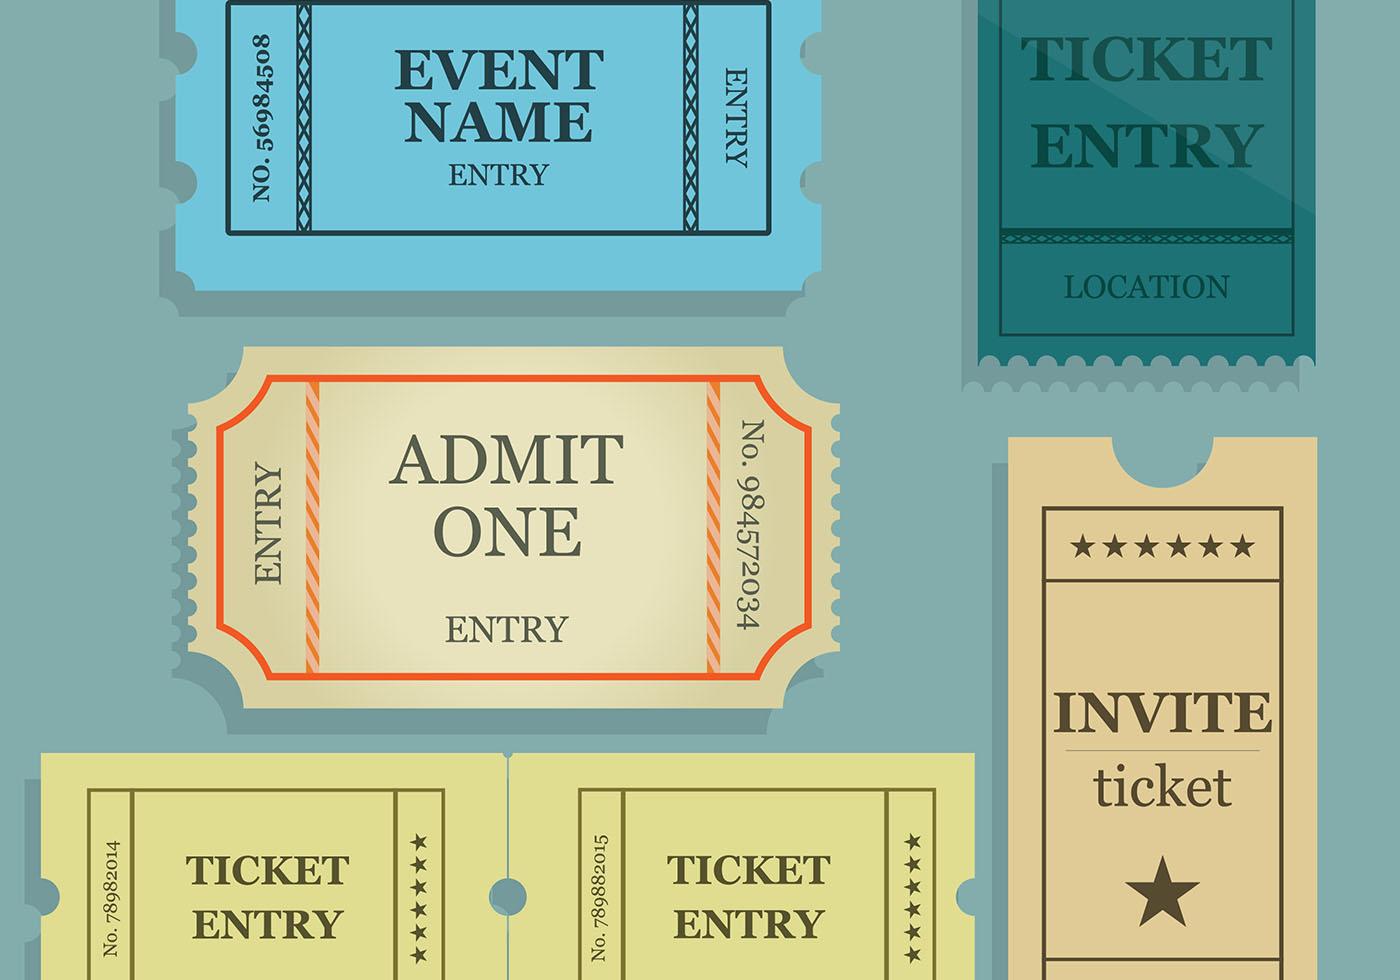 NO. 56984508
EVENT
NAME
ENTRY
ENTRY
TICKET
ENTRY
LOCATION
ENTRY
ADMIT
ONE
ENTRY
No. 984572034
INVITE
ticket
No. 78982014
TICKET
ENTRY
No. 789882015
TICKET
ENTRY